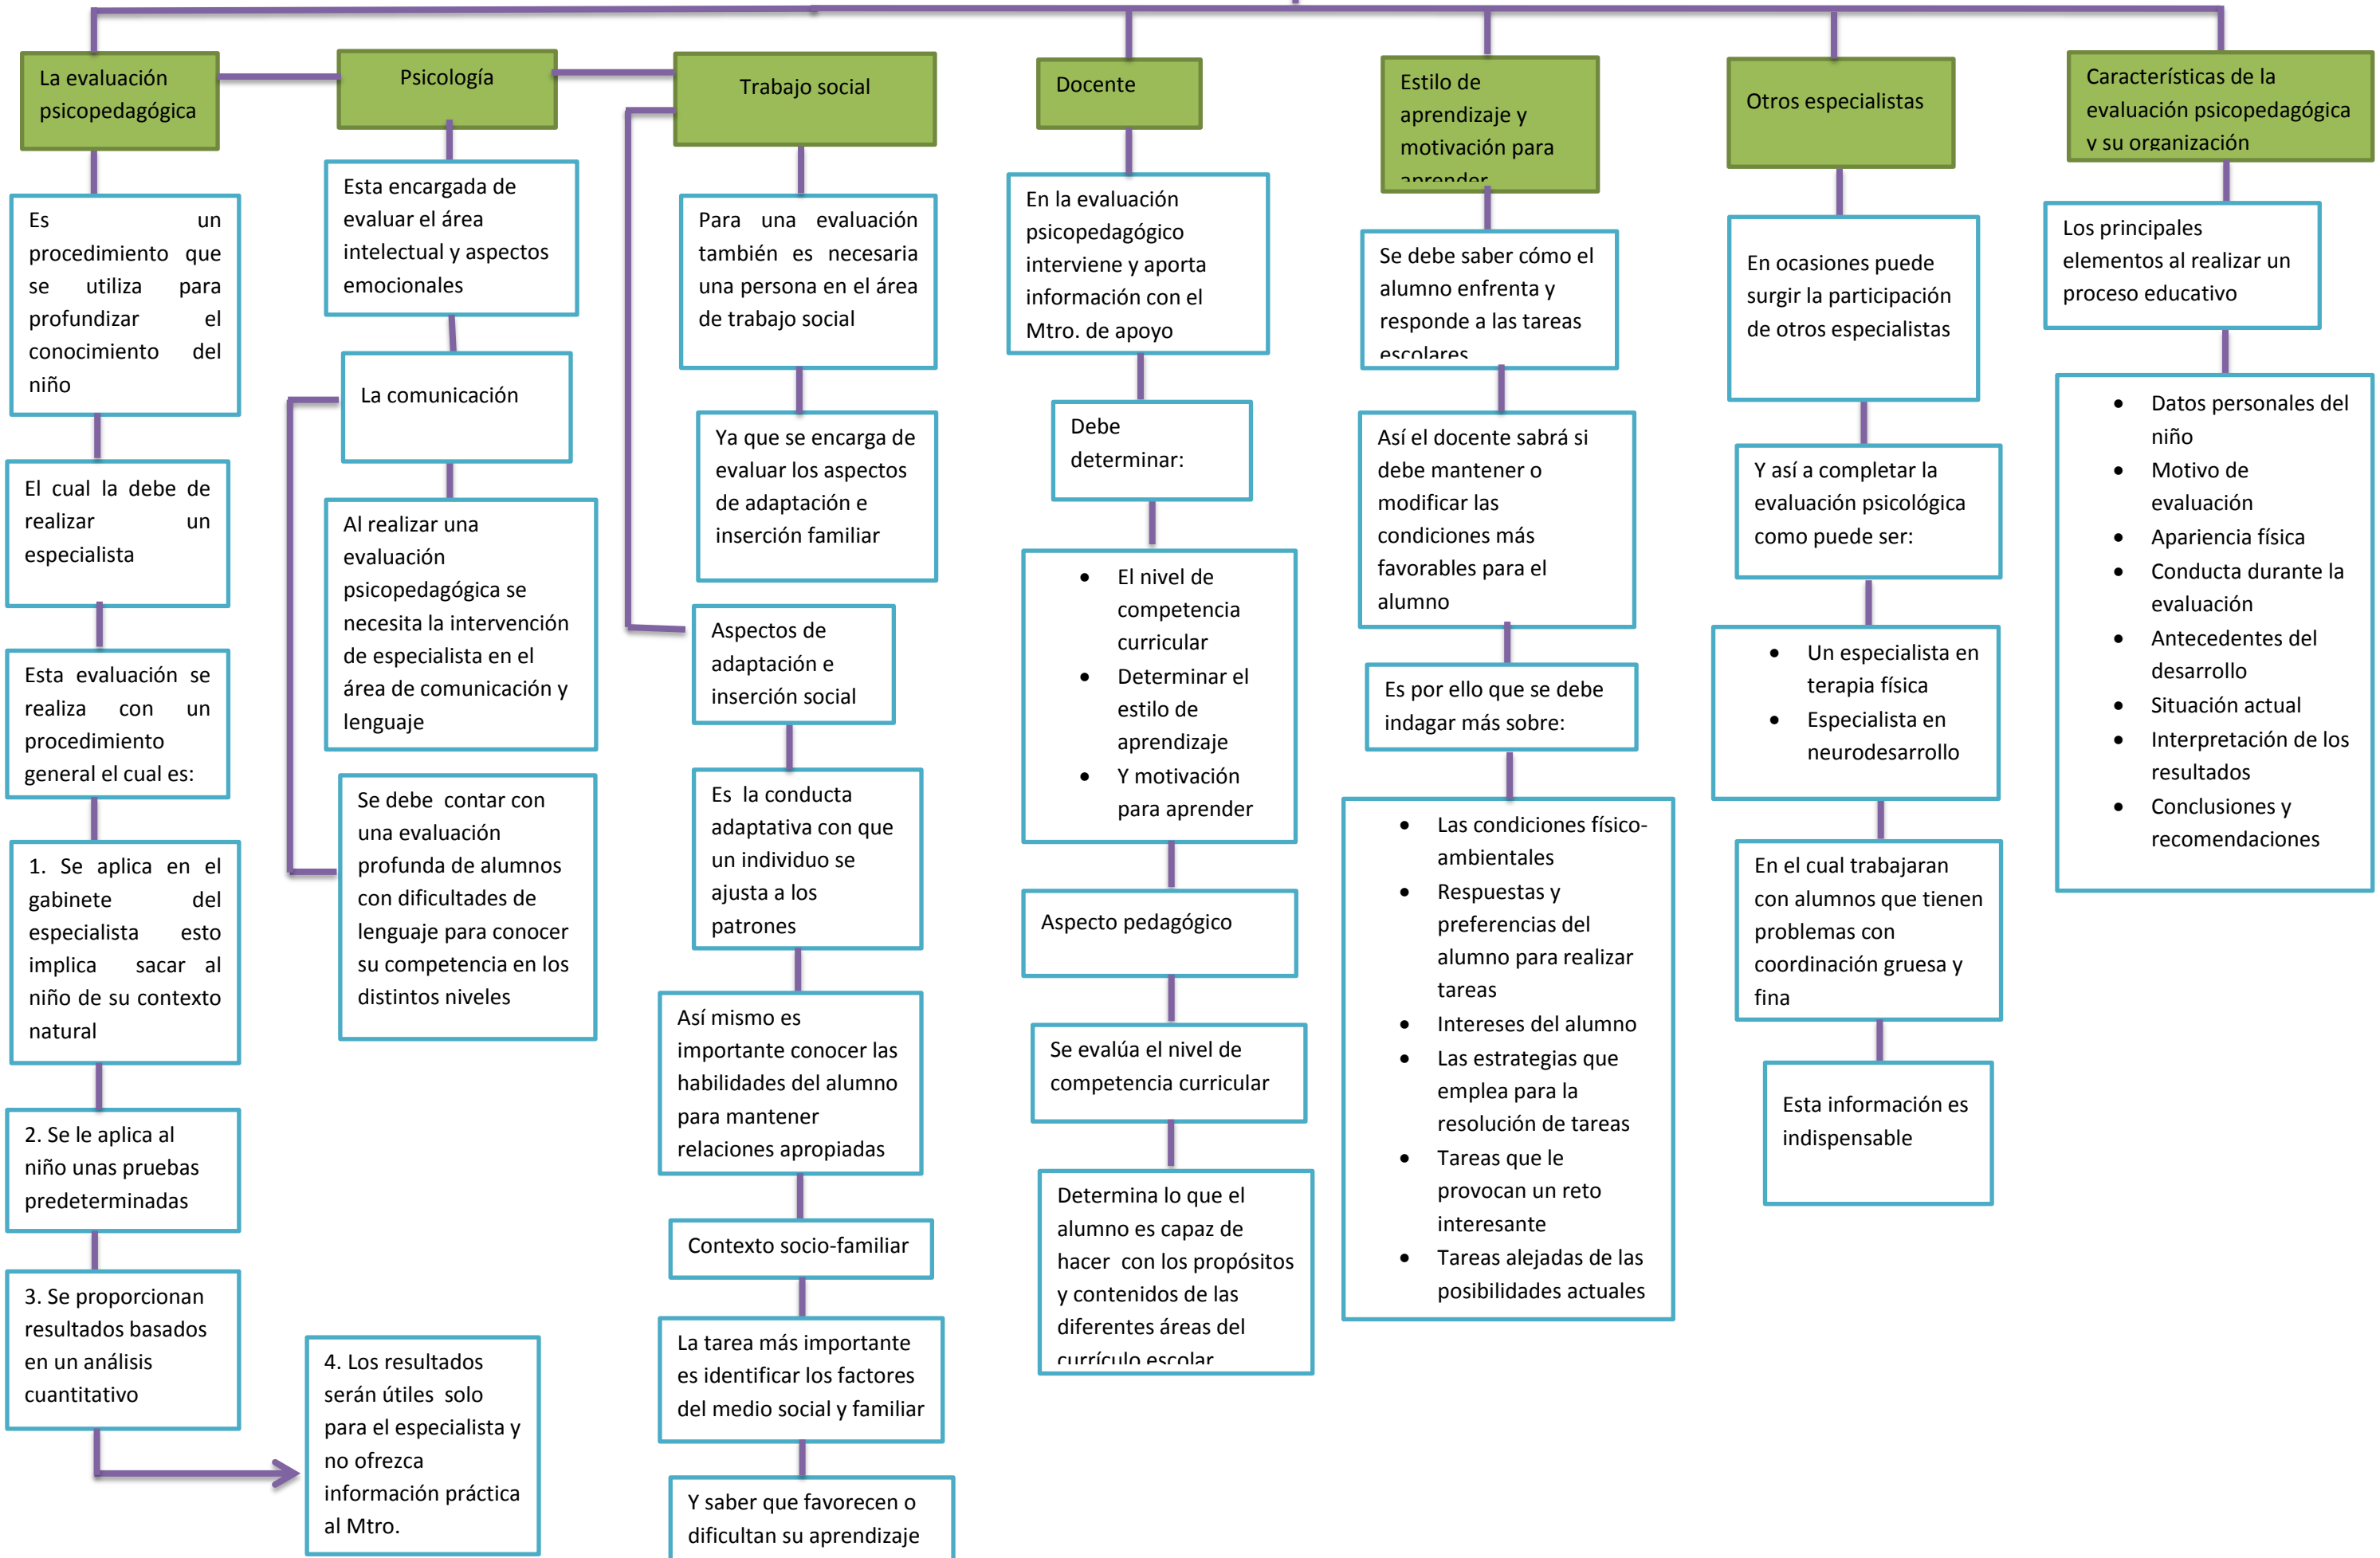 La evaluación
psicopedagógica
Es un
procedimiento que
se utiliza para
profundizar el
conocimiento del
niño
El cual la debe de
realizar un
especialista
Esta evaluación se
realiza con un
procedimiento
general el cual es:
1. Se aplica en el
gabinete del
especialista esto
implica sacar al
niño de su contexto
natural
2. Se le aplica al
niño unas pruebas
predeterminadas
3. Se proporcionan
resultados basados
en un análisis
cuantitativo
4. Los resultados
serán útiles solo
para el especialista y
no ofrezca
información práctica
al Mtro.
Psicología
Esta encargada de
evaluar el área
intelectual y aspectos
emocionales
La comunicación
Al realizar una
evaluación
psicopedagógica se
necesita la intervención
de especialista en el
área de comunicación y
lenguaje
Se debe contar con
una evaluación
profunda de alumnos
con dificultades de
lenguaje para conocer
su competencia en los
distintos niveles
Trabajo social
Para una evaluación
también es necesaria
una persona en el área
de trabajo social
Ya que se encarga de
evaluar los aspectos
de adaptación e
inserción familiar
Aspectos de
adaptación e
inserción social
Es la conducta
adaptativa con que
un individuo se
ajusta a los
patrones
Así mismo es
importante conocer las
habilidades del alumno
para mantener
relaciones apropiadas
Contexto socio-familiar
La tarea más importante
es identificar los factores
del medio social y familiar
Y saber que favorecen o
dificultan su aprendizaje
Docente
En la evaluación
psicopedagógico
interviene y aporta
información con el
Mtro. de apoyo
Debe
determinar:
• El nivel de
competencia
curricular
• Determinar el
estilo de
aprendizaje
• Y motivación
para aprender
Aspecto pedagógico
Se evalúa el nivel de
competencia curricular
Determina lo que el
alumno es capaz de
hacer con los propósitos
y contenidos de las
diferentes áreas del
currículo escolar
Estilo de
aprendizaje y
motivación para
aprender
Se debe saber cómo el
alumno enfrenta y
responde a las tareas
escolares
Así el docente sabrá si
debe mantener o
modificar las
condiciones más
favorables para el
alumno
Es por ello que se debe
indagar más sobre:
• Las condiciones físico-
ambientales
• Respuestas y
preferencias del
alumno para realizar
tareas
• Intereses del alumno
• Las estrategias que
emplea para la
resolución de tareas
• Tareas que le
provocan un reto
interesante
• Tareas alejadas de las
posibilidades actuales
Otros especialistas
En ocasiones puede
surgir la participación
de otros especialistas
Y así a completar la
evaluación psicológica
como puede ser:
• Un especialista en
terapia física
• Especialista en
neurodesarrollo
En el cual trabajaran
con alumnos que tienen
problemas con
coordinación gruesa y
fina
Esta información es
indispensable
Características de la
evaluación psicopedagógica
y su organización
Los principales
elementos al realizar un
proceso educativo
• Datos personales del
niño
• Motivo de
evaluación
• Apariencia física
• Conducta durante la
evaluación
• Antecedentes del
desarrollo
• Situación actual
• Interpretación de los
resultados
• Conclusiones y
recomendaciones